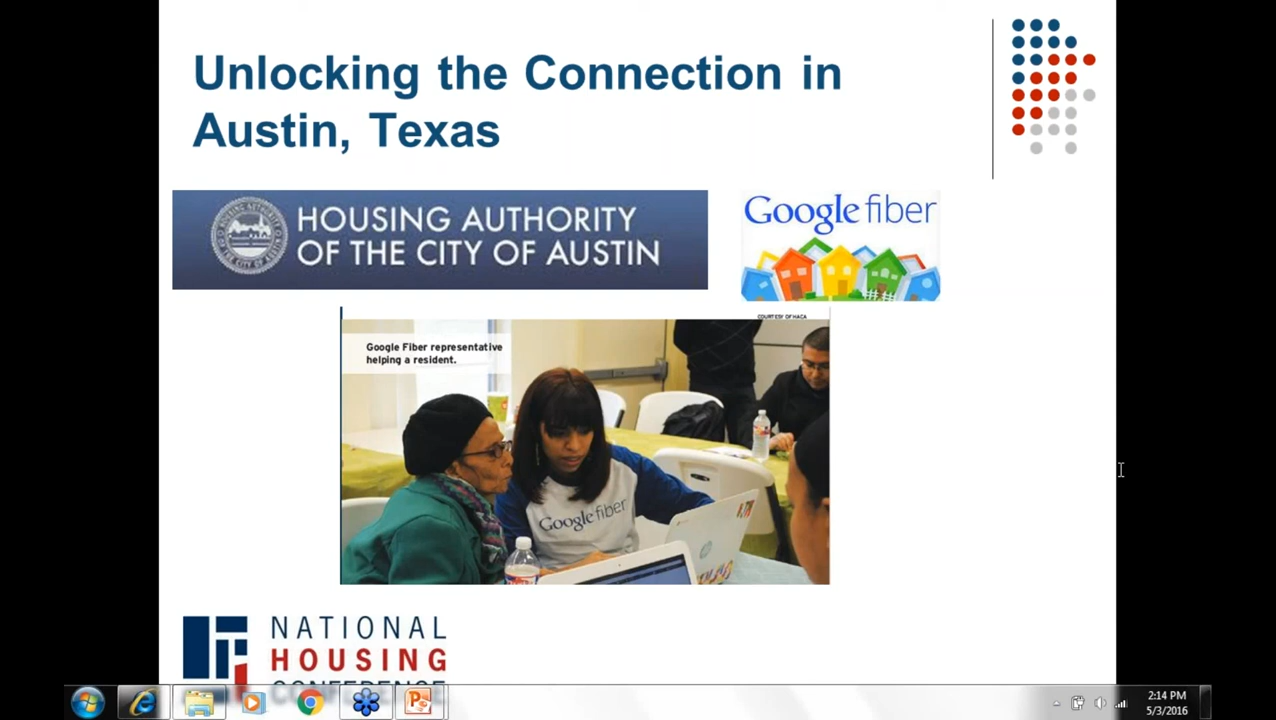 Unlocking the Connection in
Austin, Texas
HOUSING AUTHORITY
OF THE CITY OF AUSTIN
Google fiber
COURTESY OF HACA
Google Fiber representative
helping a resident.
Google fiber
NATIONAL
HOUSING
CONFERENCE
2:14 PM
5/3/2016